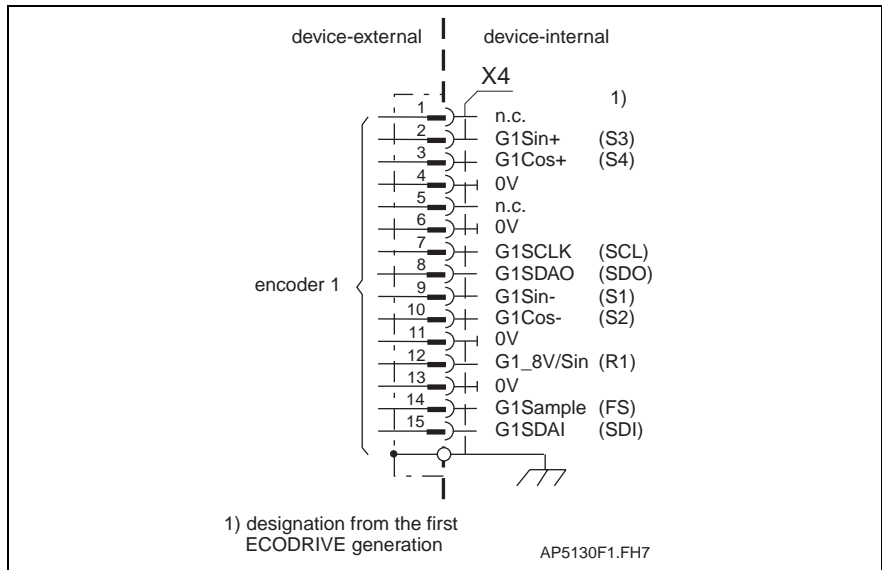 device-external device-internal
X4
1)
1 n.c.
2 G1Sin+ (S3)
3 G1Cos+ (S4)
4 0V
5 n.c.
6 0V
7 G1SCLK (SCL)
8 G1SDAO (SDO)
encoder 1
9 G1Sin- (S1)
10 G1Cos- (S2)
11 0V
12 G1_8V/Sin (R1)
13 0V
14 G1Sample (FS)
15 G1SDAI (SDI)
1) designation from the first
ECODRIVE generation
AP5130F1.FH7